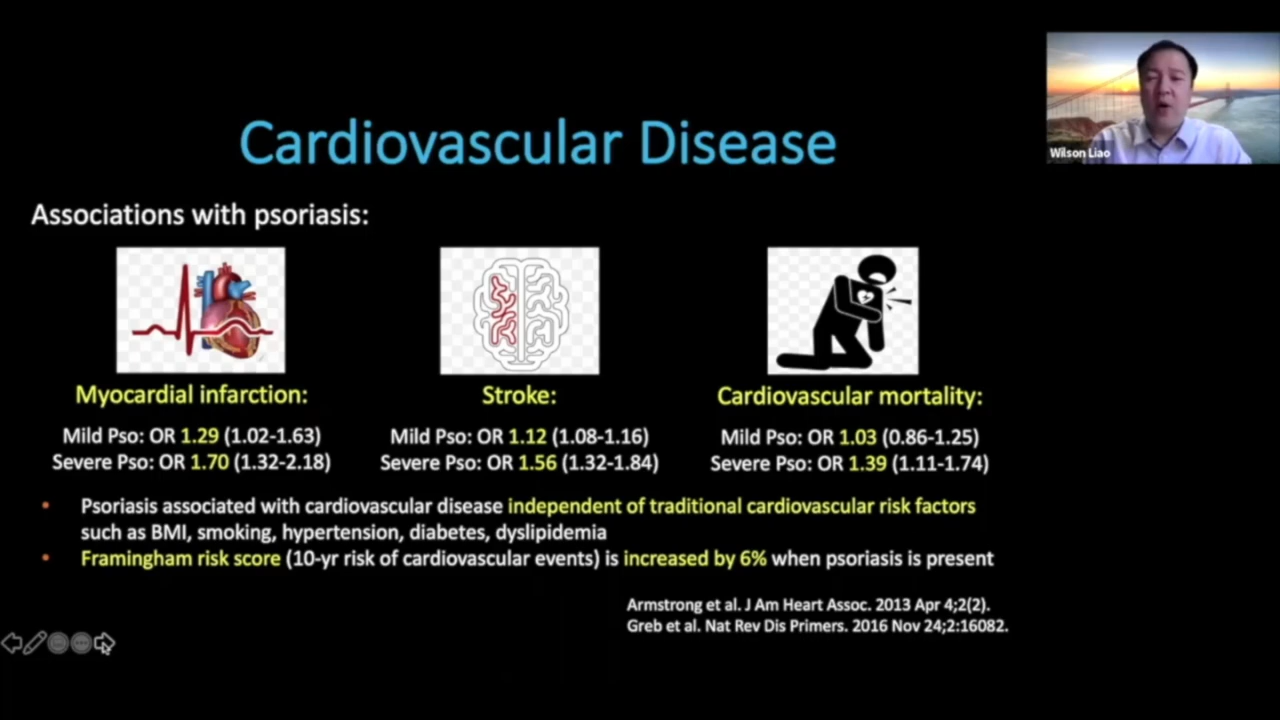 Cardiovascular Disease
Wilson Liao
Associations with psoriasis:
Myocardial infarction:
Mild Pso: OR 1.29 (1.02-1.63)
Severe Pso: OR 1.70 (1.32-2.18)
Stroke:
Mild Pso: OR 1.12 (1.08-1.16)
Severe Pso: OR 1.56 (1.32-1.84)
Cardiovascular mortality:
Mild Pso: OR 1.03 (0.86-1.25)
Severe Pso: OR 1.39 (1.11-1.74)
• Psoriasis associated with cardiovascular disease independent of traditional cardiovascular risk factors
such as BMI, smoking, hypertension, diabetes, dyslipidemia
• Framingham risk score (10-yr risk of cardiovascular events) is increased by 6% when psoriasis is present
Armstrong et al. J Am Heart Assoc. 2013 Apr 4;2(2).
Greb et al. Nat Rev Dis Primers. 2016 Nov 24;2:16082.